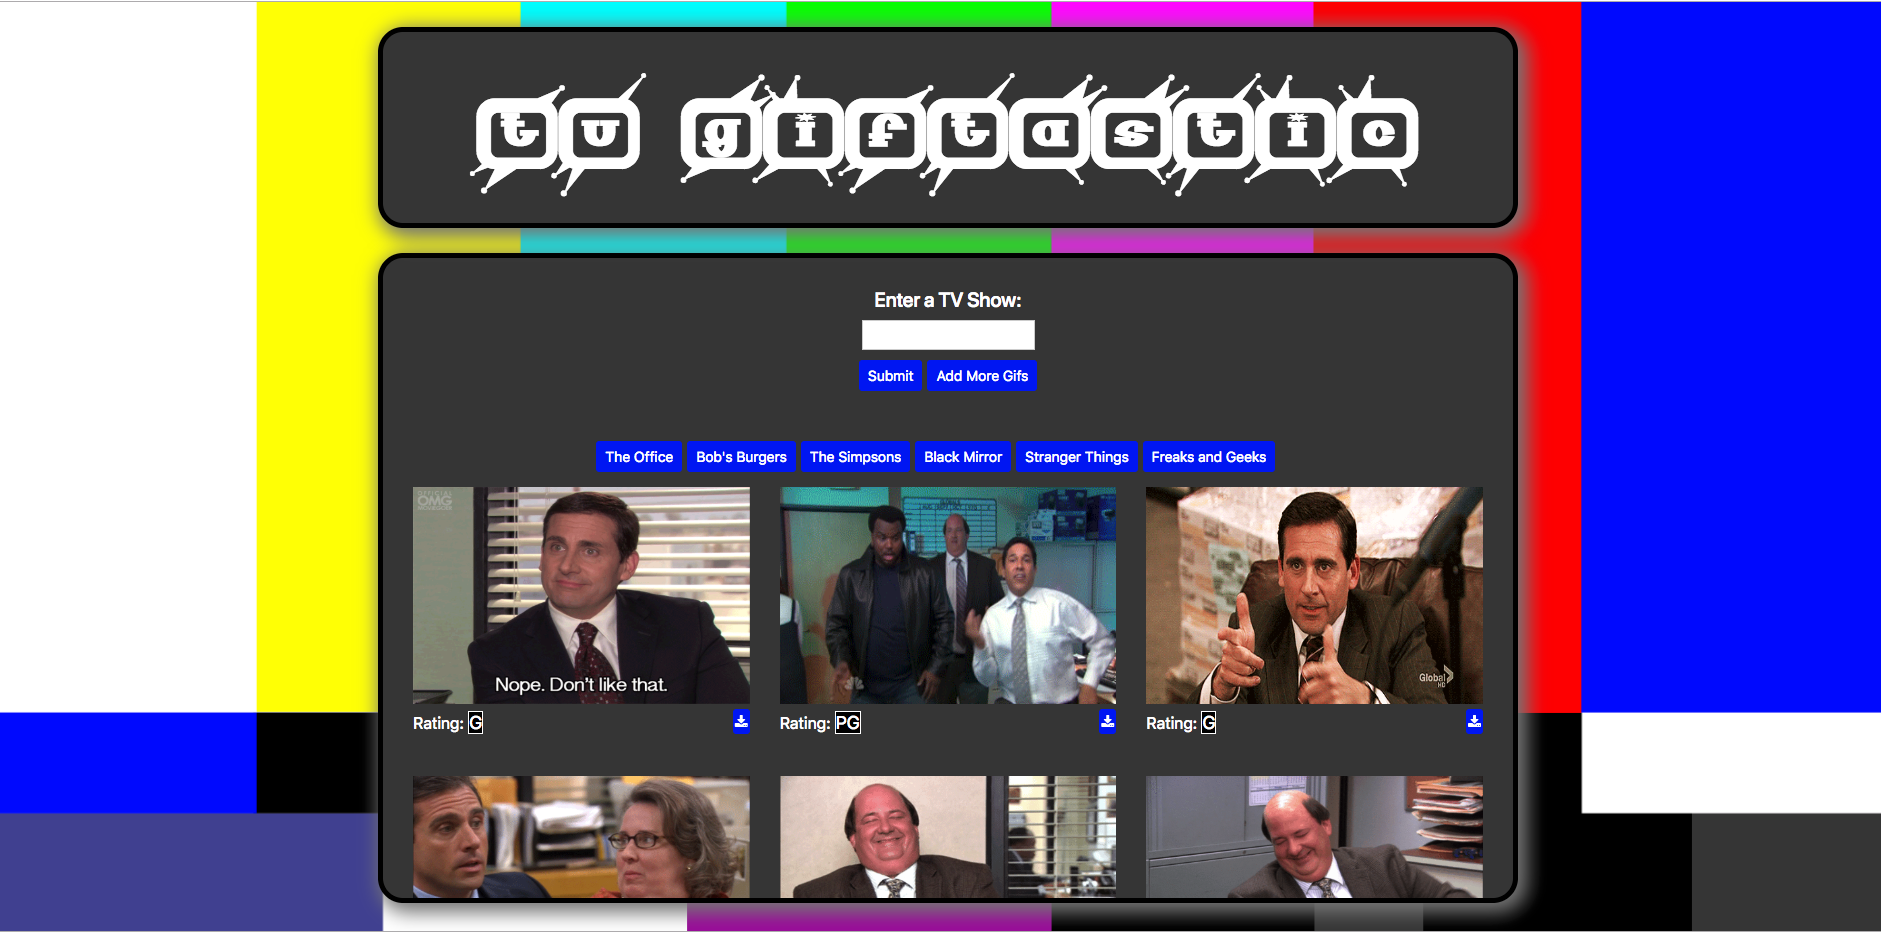 tv giftastic
Enter a TV Show:
Submit Add More Gifs
The Office Bob's Burgers The Simpsons Black Mirror Stranger Things Freaks and Geeks
OMG
Nope. Don't like that.
Global
HD
Rating: G
Rating: PG
Rating: G